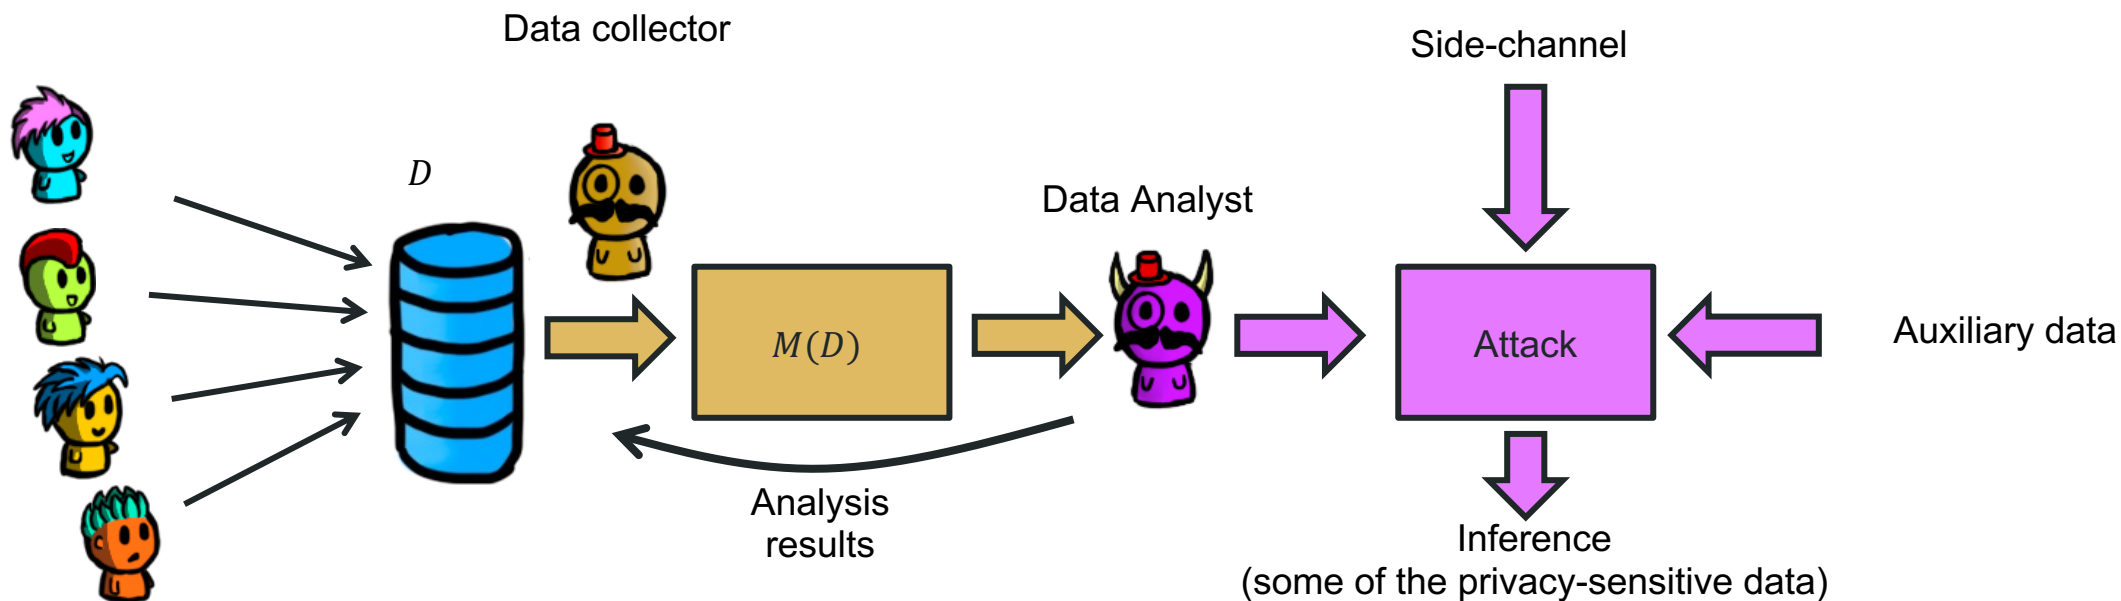 Data collector
Side-channel
D
Data Analyst
M(D)
Attack
Auxiliary data
Analysis
results
Inference
(some of the privacy-sensitive data)